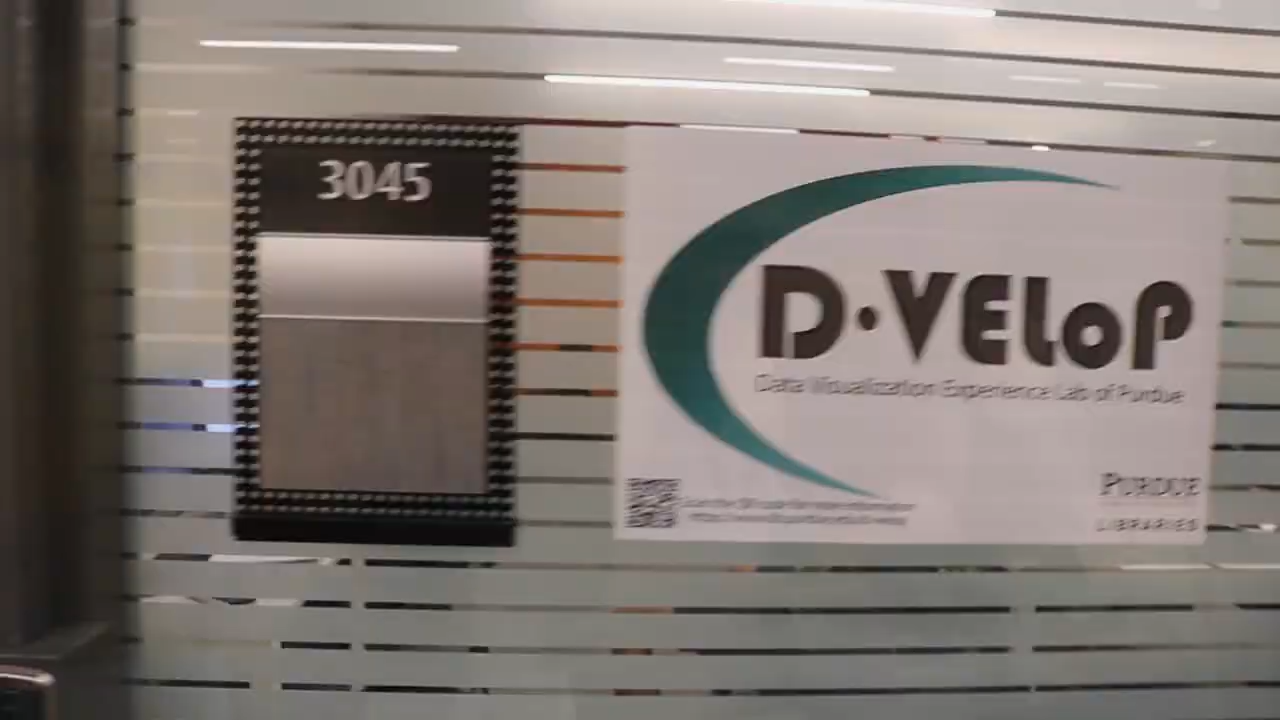 3045
D·VELoP
Data Visualization Experience Lab of Purdue
PURDUE
LIBRARIES